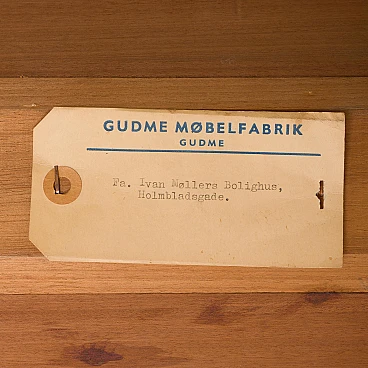 GUDME MØBELFABRIK
GUDME
Fa. Ivan Møllers Bolighus,
Holmbladsgade.